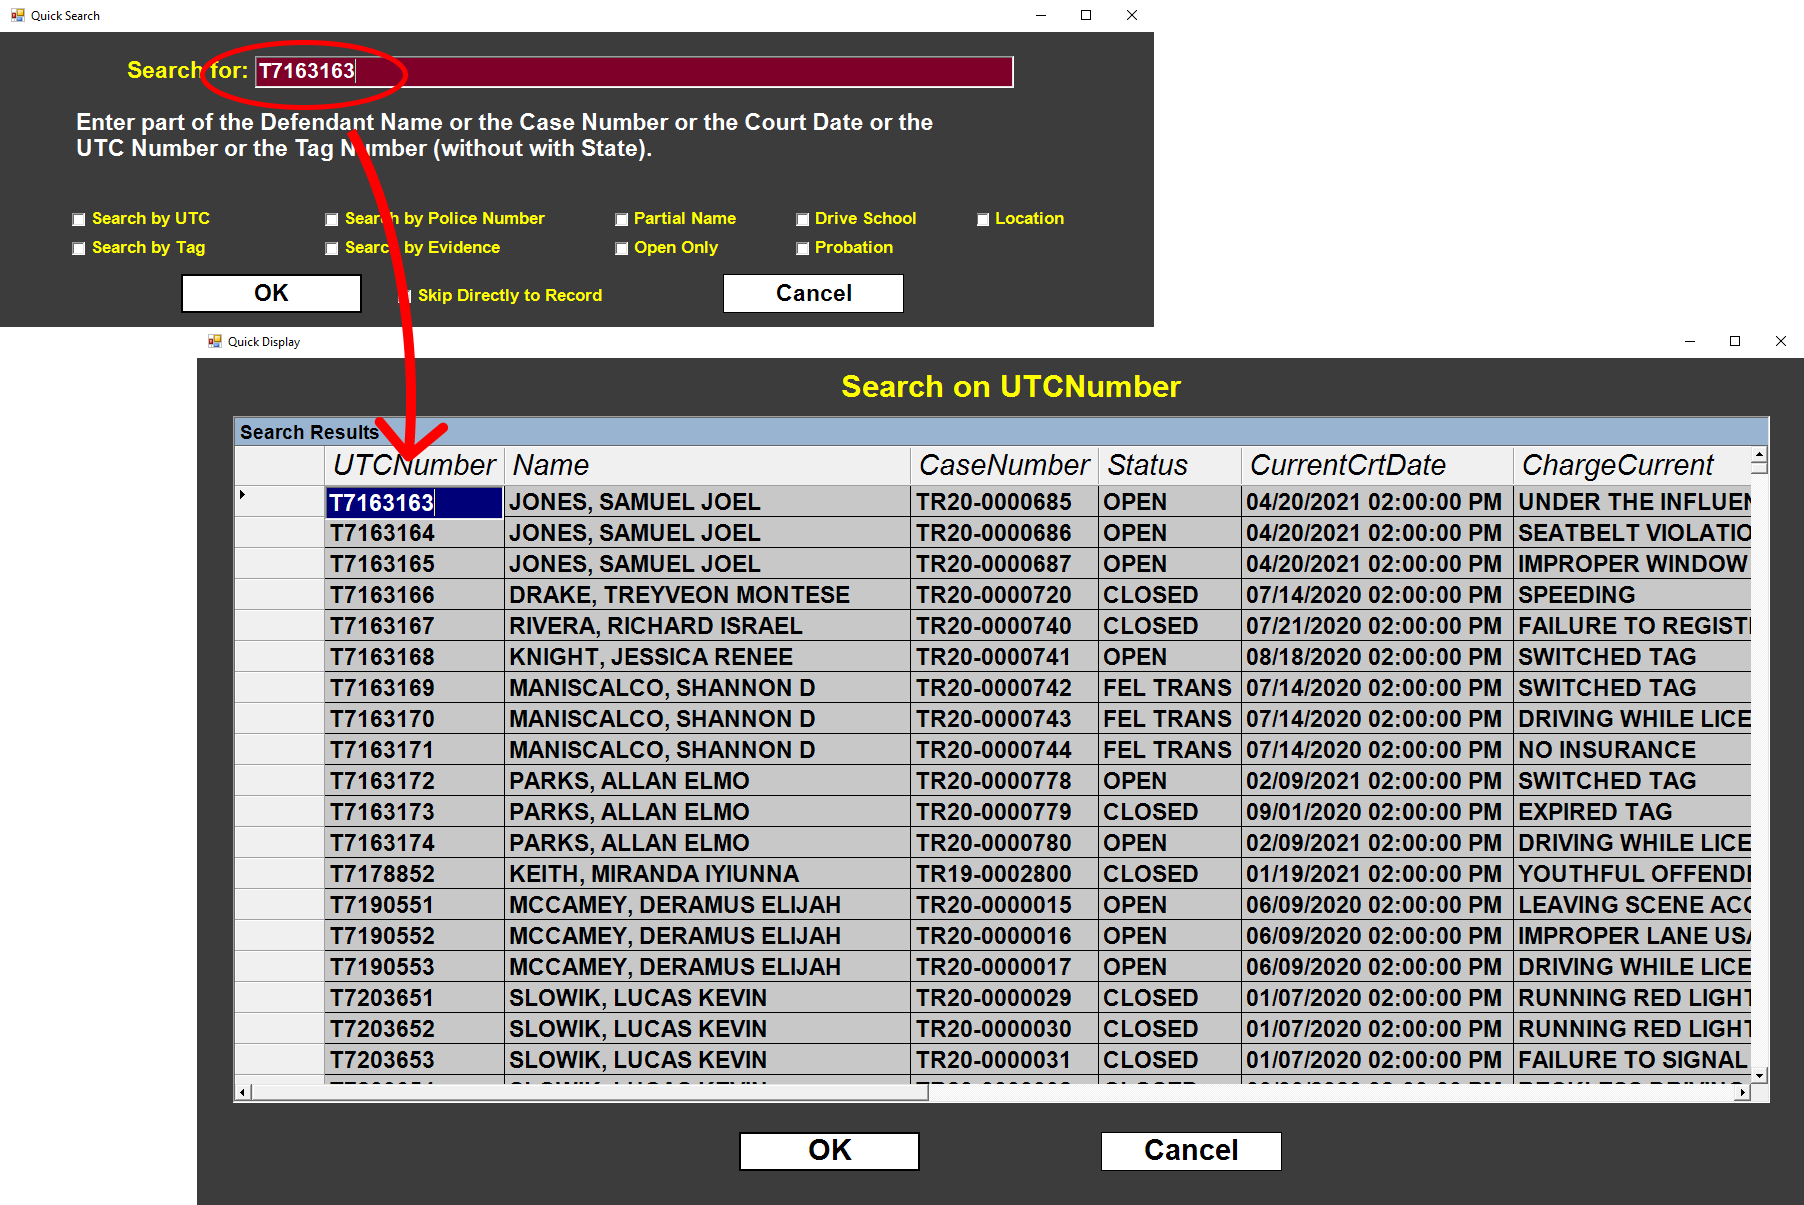 Quick Search
Search for: T7163163
Enter part of the Defendant Name or the Case Number or the Court Date or the
UTC Number or the Tag Number (without with State).
Search by UTC Search by Police Number Partial Name Drive School Location
Search by Tag Search by Evidence Open Only Probation
OK Skip Directly to Record Cancel
Quick Display
Search on UTCNumber
Search Results
UTCNumber Name CaseNumber Status CurrentCrtDate ChargeCurrent
T7163163 JONES, SAMUEL JOEL TR20-0000685 OPEN 04/20/2021 02:00:00 PM UNDER THE INFLUEN
T7163164 JONES, SAMUEL JOEL TR20-0000686 OPEN 04/20/2021 02:00:00 PM SEATBELT VIOLATIO
T7163165 JONES, SAMUEL JOEL TR20-0000687 OPEN 04/20/2021 02:00:00 PM IMPROPER WINDOW
T7163166 DRAKE, TREYVEON MONTESE TR20-0000720 CLOSED 07/14/2020 02:00:00 PM SPEEDING
T7163167 RIVERA, RICHARD ISRAEL TR20-0000740 CLOSED 07/21/2020 02:00:00 PM FAILURE TO REGIST
T7163168 KNIGHT, JESSICA RENEE TR20-0000741 OPEN 08/18/2020 02:00:00 PM SWITCHED TAG
T7163169 MANISCALCO, SHANNON D TR20-0000742 FEL TRANS 07/14/2020 02:00:00 PM SWITCHED TAG
T7163170 MANISCALCO, SHANNON D TR20-0000743 FEL TRANS 07/14/2020 02:00:00 PM DRIVING WHILE LICE
T7163171 MANISCALCO, SHANNON D TR20-0000744 FEL TRANS 07/14/2020 02:00:00 PM NO INSURANCE
T7163172 PARKS, ALLAN ELMO TR20-0000778 OPEN 02/09/2021 02:00:00 PM SWITCHED TAG
T7163173 PARKS, ALLAN ELMO TR20-0000779 CLOSED 09/01/2020 02:00:00 PM EXPIRED TAG
T7163174 PARKS, ALLAN ELMO TR20-0000780 OPEN 02/09/2021 02:00:00 PM DRIVING WHILE LICE
T7178852 KEITH, MIRANDA IYIUNNA TR19-0002800 CLOSED 01/19/2021 02:00:00 PM YOUTHFUL OFFENDE
T7190551 MCCAMEY, DERAMUS ELIJAH TR20-0000015 OPEN 06/09/2020 02:00:00 PM LEAVING SCENE ACC
T7190552 MCCAMEY, DERAMUS ELIJAH TR20-0000016 OPEN 06/09/2020 02:00:00 PM IMPROPER LANE USA
T7190553 MCCAMEY, DERAMUS ELIJAH TR20-0000017 OPEN 06/09/2020 02:00:00 PM DRIVING WHILE LICE
T7203651 SLOWIK, LUCAS KEVIN TR20-0000029 CLOSED 01/07/2020 02:00:00 PM RUNNING RED LIGHT
T7203652 SLOWIK, LUCAS KEVIN TR20-0000030 CLOSED 01/07/2020 02:00:00 PM RUNNING RED LIGHT
T7203653 SLOWIK, LUCAS KEVIN TR20-0000031 CLOSED 01/07/2020 02:00:00 PM FAILURE TO SIGNAL
OK Cancel